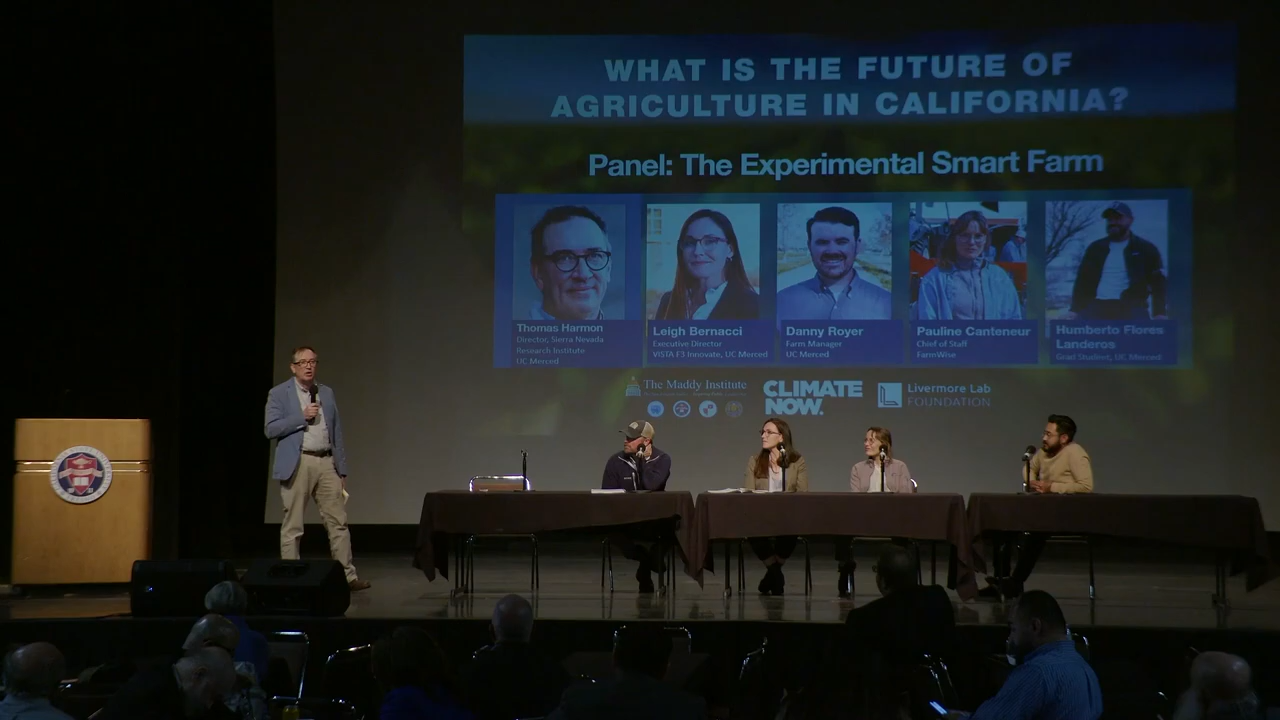 WHAT IS THE FUTURE OF
AGRICULTURE IN CALIFORNIA?
Panel: The Experimental Smart Farm
Thomas Harmon
Director, Sierra Nevada
Research Institute
UC Merced
Leigh Bernacci
Executive Director
VISTA F3 Innovate, UC Merced
Danny Royer
Farm Manager
UC Merced
Pauline Canteneur
Chief of Staff
FarmWise
Humberto Flores
Landeros
Grad Student, UC Merced
The Maddy Institute
CLIMATE
NOW.
Livermore Lab
FOUNDATION